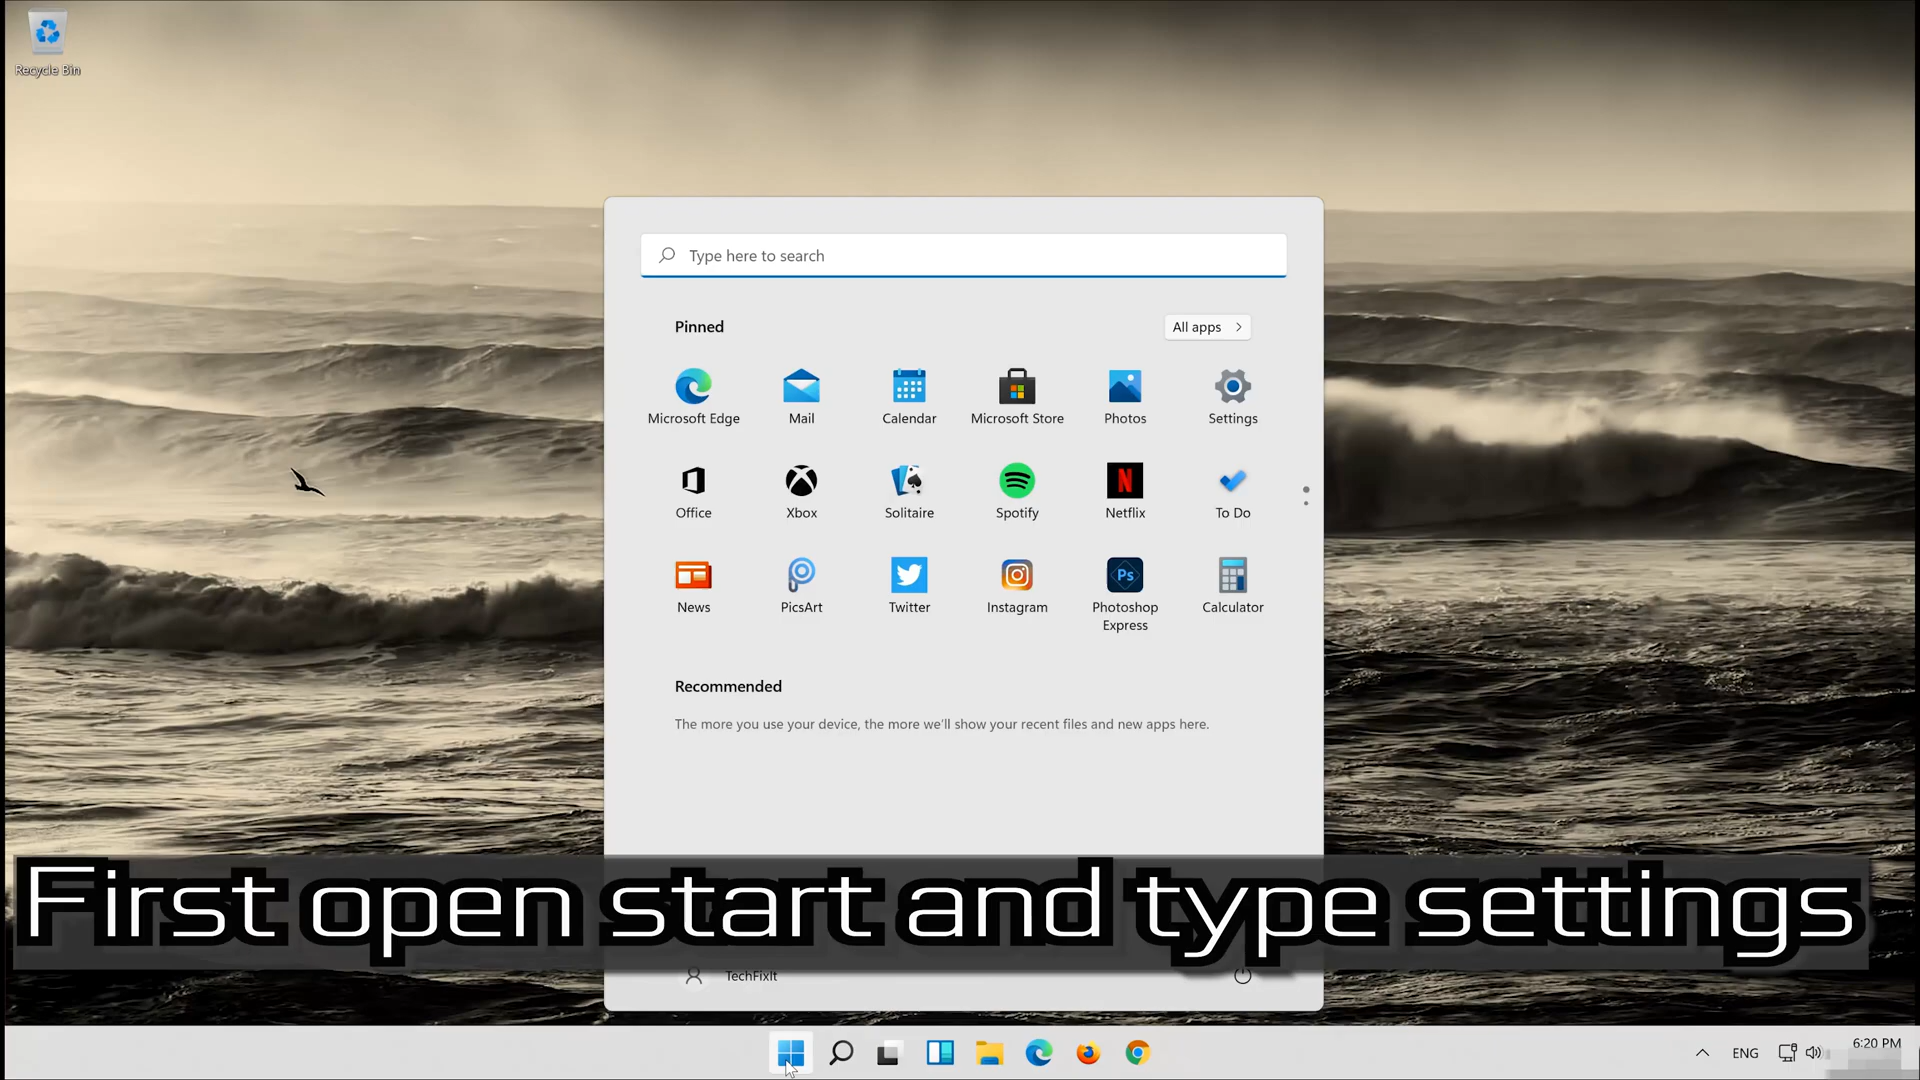 Recycle Bin
Type here to search
Pinned
All apps
Microsoft Edge
Mail
Calendar
Microsoft Store
Photos
Settings
Office
Xbox
Solitaire
Spotify
Netflix
To Do
News
PicsArt
Twitter
Instagram
Photoshop
Express
Calculator
Recommended
The more you use your device, the more we'll show your recent files and new apps here.
First open start and type settings
TechFixIt
ENG
6:20 PM